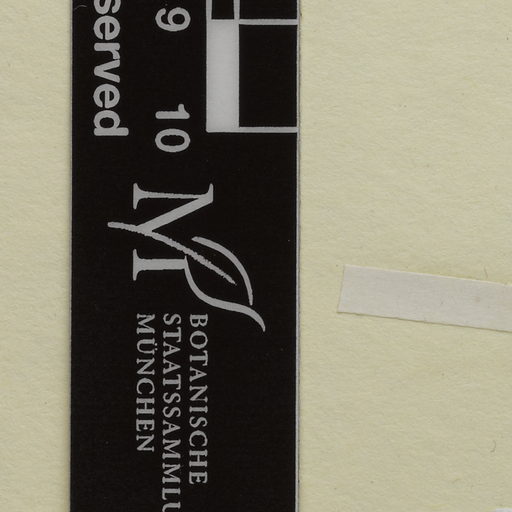 served
9 10
M
BOTANISCHE
STAATSSAMMLU
MÜNCHEN